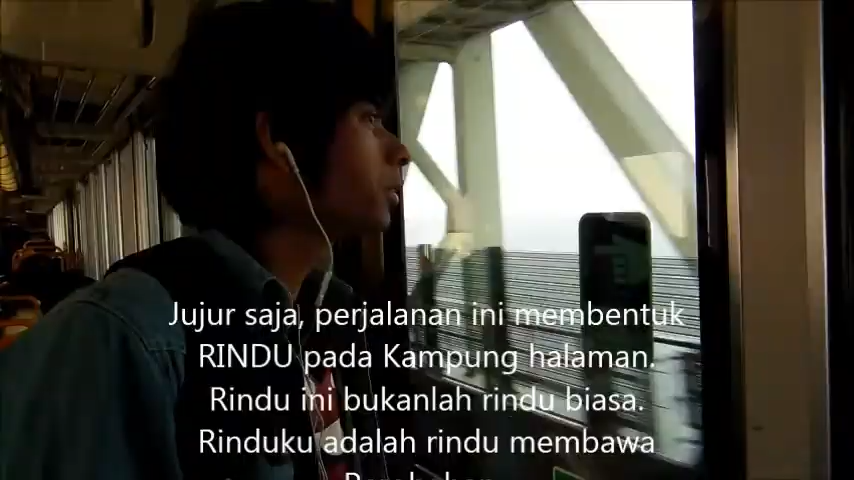 Jujur saja, perjalanan ini membentuk
RINDU pada Kampung halaman.
Rindu ini bukanlah rindu biasa.
Rinduku adalah rindu membawa